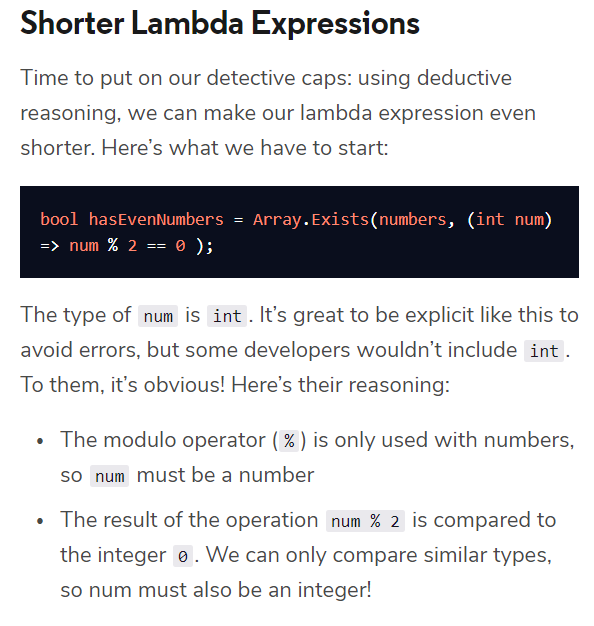 Shorter Lambda Expressions
Time to put on our detective caps: using deductive
reasoning, we can make our lambda expression even
shorter. Here’s what we have to start:
bool hasEvenNumbers = Array.Exists(numbers, (int num)
=> num % 2 == 0 );
The type of num is int. It’s great to be explicit like this to
avoid errors, but some developers wouldn’t include int.
To them, it’s obvious! Here’s their reasoning:
• The modulo operator (%) is only used with numbers,
so num must be a number
• The result of the operation num % 2 is compared to
the integer 0. We can only compare similar types,
so num must also be an integer!